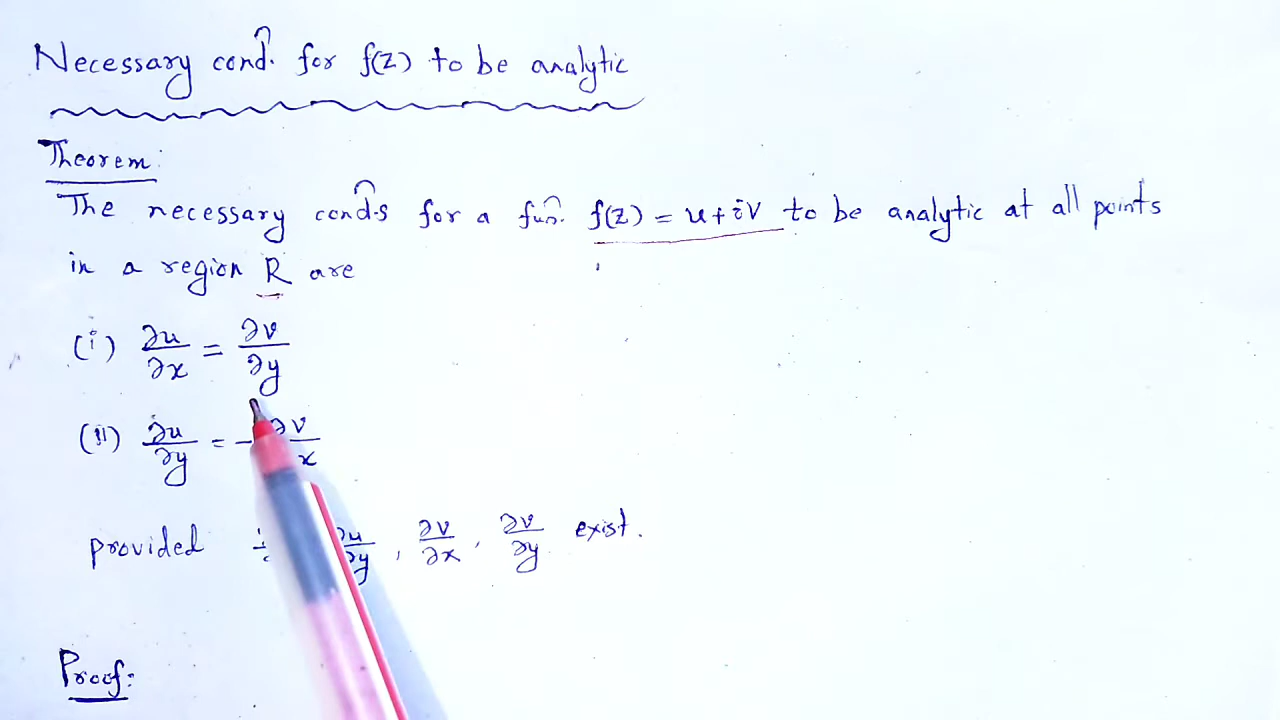 Necessary cond. for f(z) to be analytic
Theorem:
The necessary conds for a fun. f(z) = u+iv to be analytic at all points
in a region R are
(i) ∂u/∂x = ∂v/∂y
(ii) ∂u/∂y = - ∂v/ x
provided ∂u/∂y, ∂v/∂x, ∂v/∂y exist.
Proof: